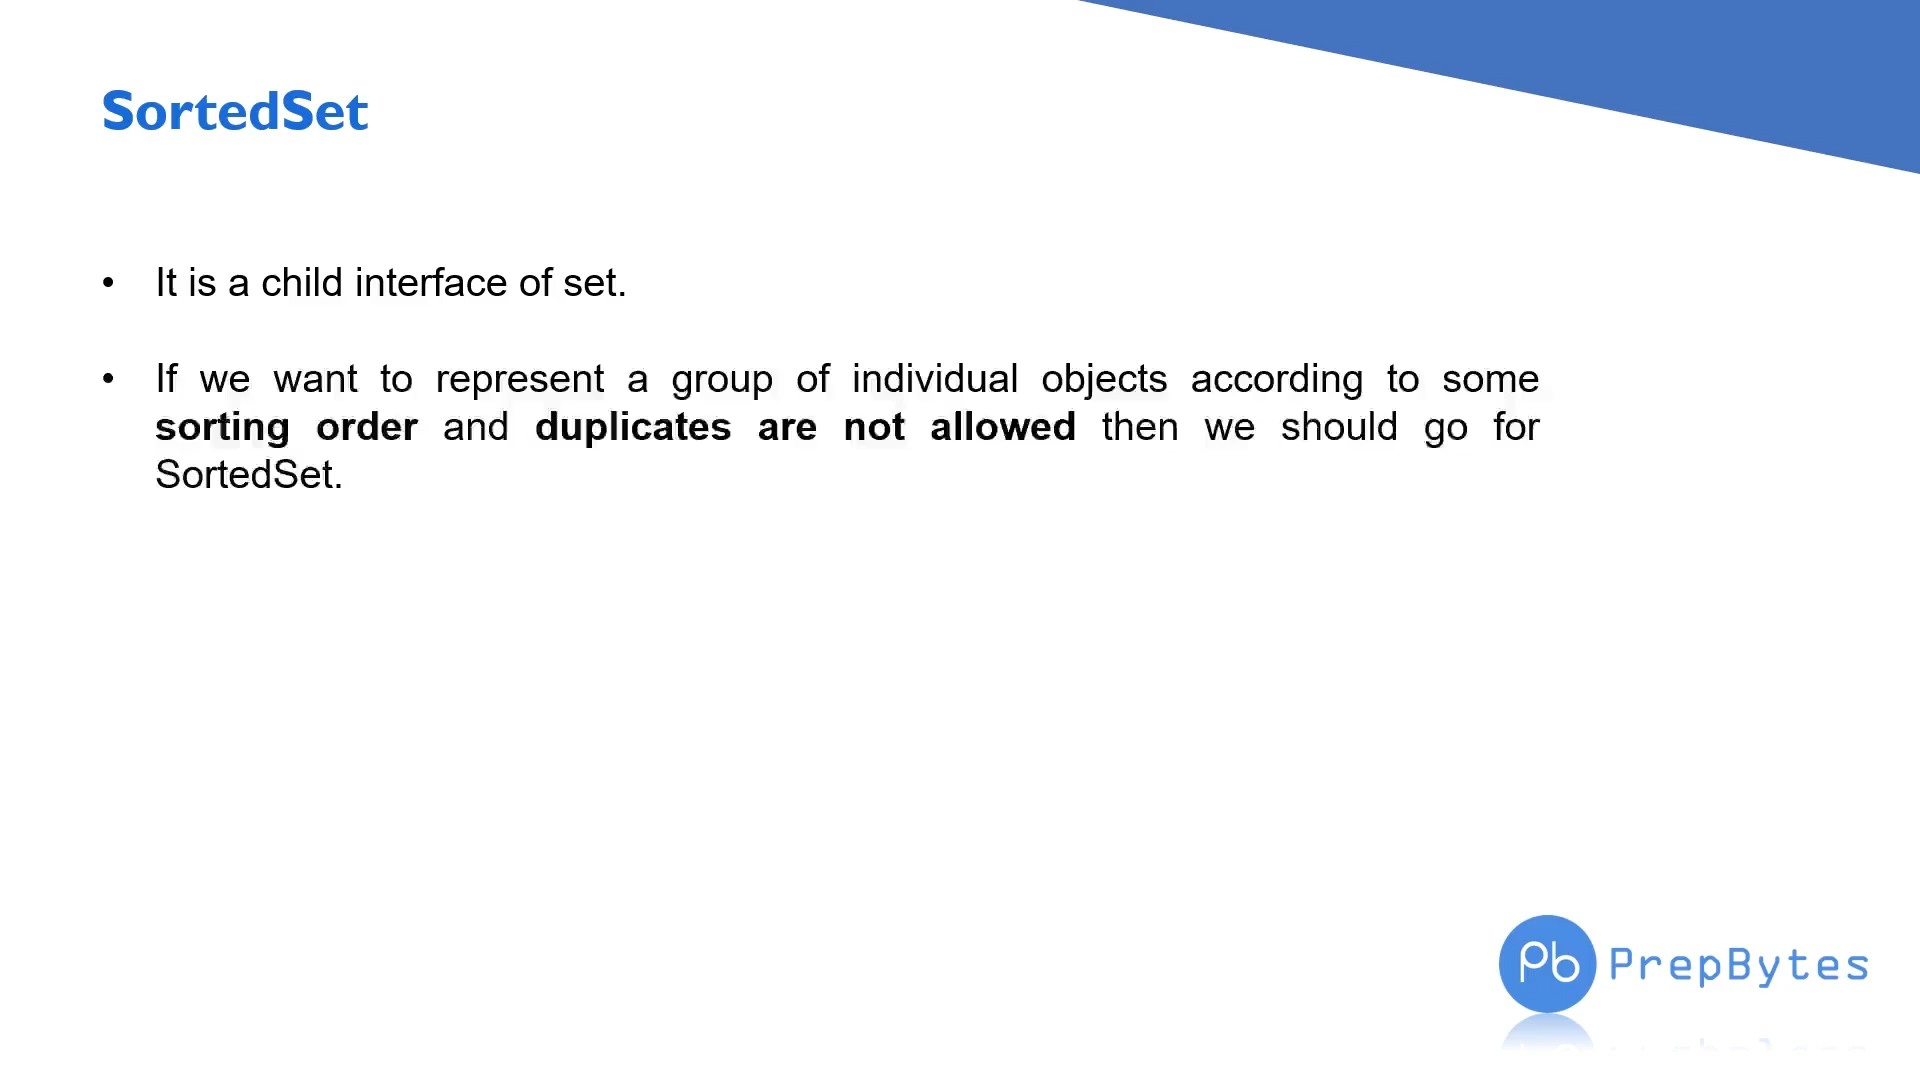 SortedSet
• It is a child interface of set.
• If we want to represent a group of individual objects according to some
sorting order and duplicates are not allowed then we should go for
SortedSet.
Pb PrepBytes